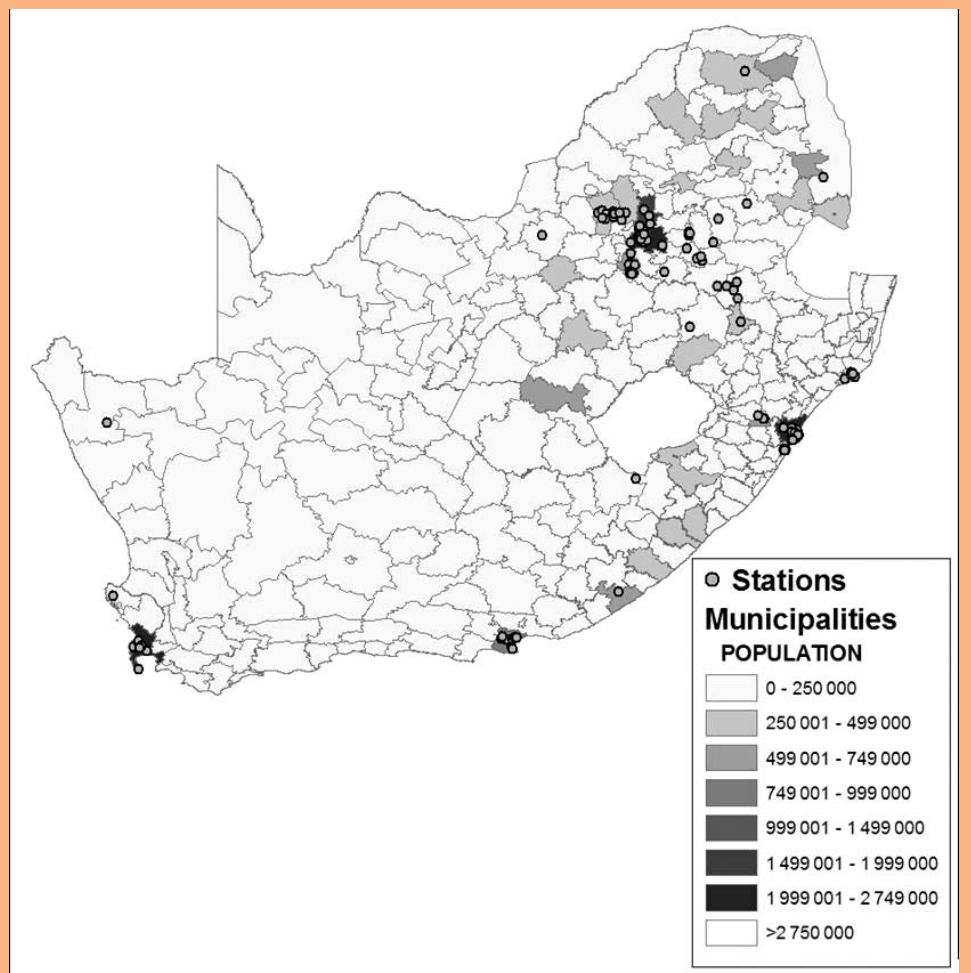 Stations
Municipalities
POPULATION
0 - 250 000
250 001 - 499 000
499 001 - 749 000
749 001 - 999 000
999 001 - 1 499 000
1 499 001 - 1 999 000
1 999 001 - 2 749 000
>2 750 000